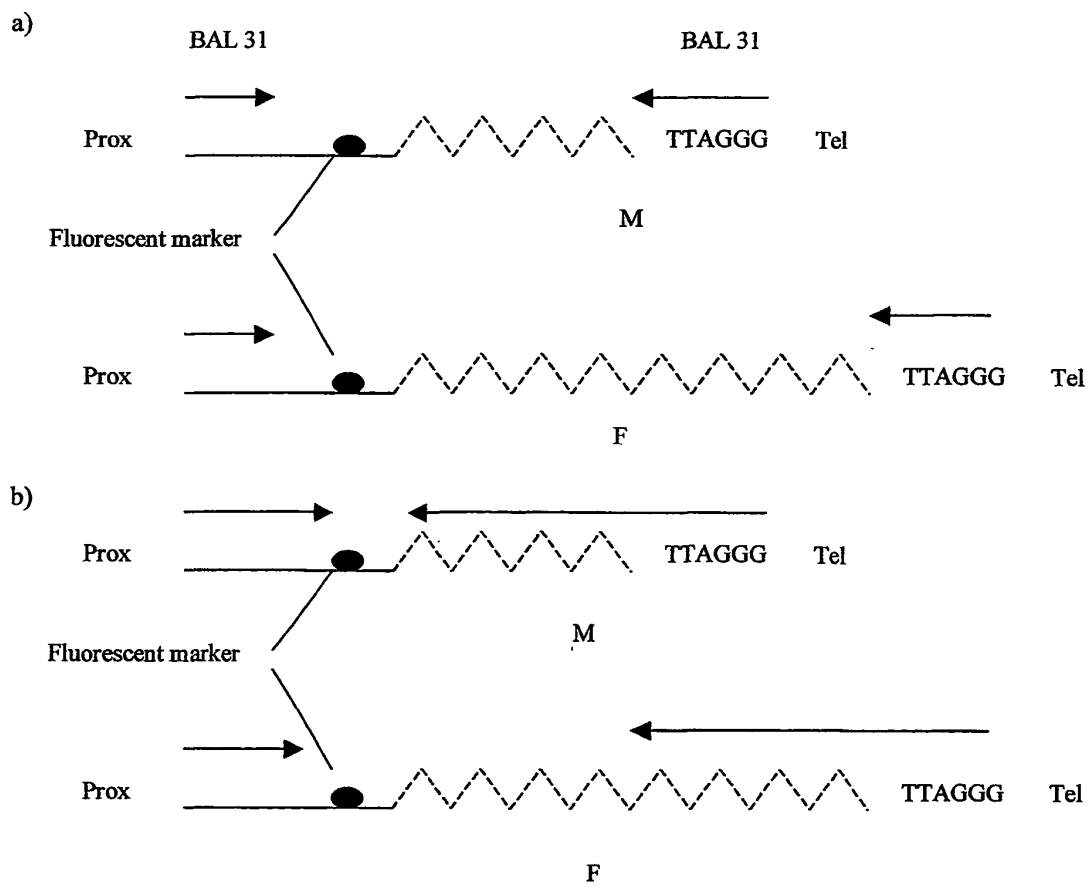 a)
BAL 31 BAL 31
Prox TTAGGG Tel
M
Fluorescent marker
Prox TTAGGG Tel
F
b)
Prox TTAGGG Tel
M
Fluorescent marker
Prox TTAGGG Tel
F